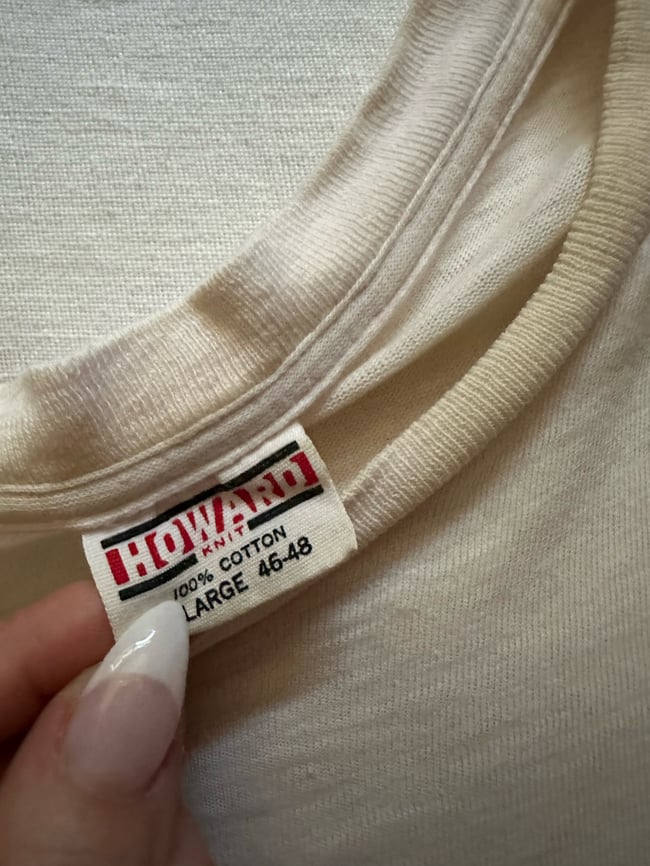 HOWARD
KNIT
100% COTTON
LARGE 46-48